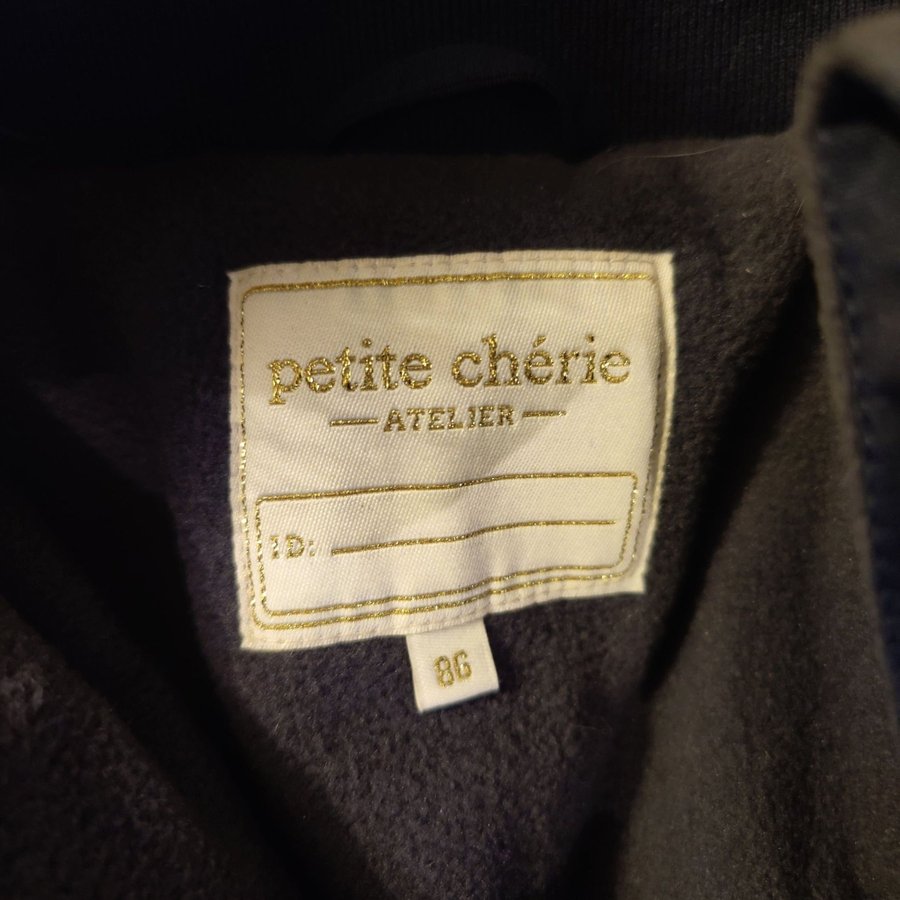 petite chérie
ATELIER
ID:
86